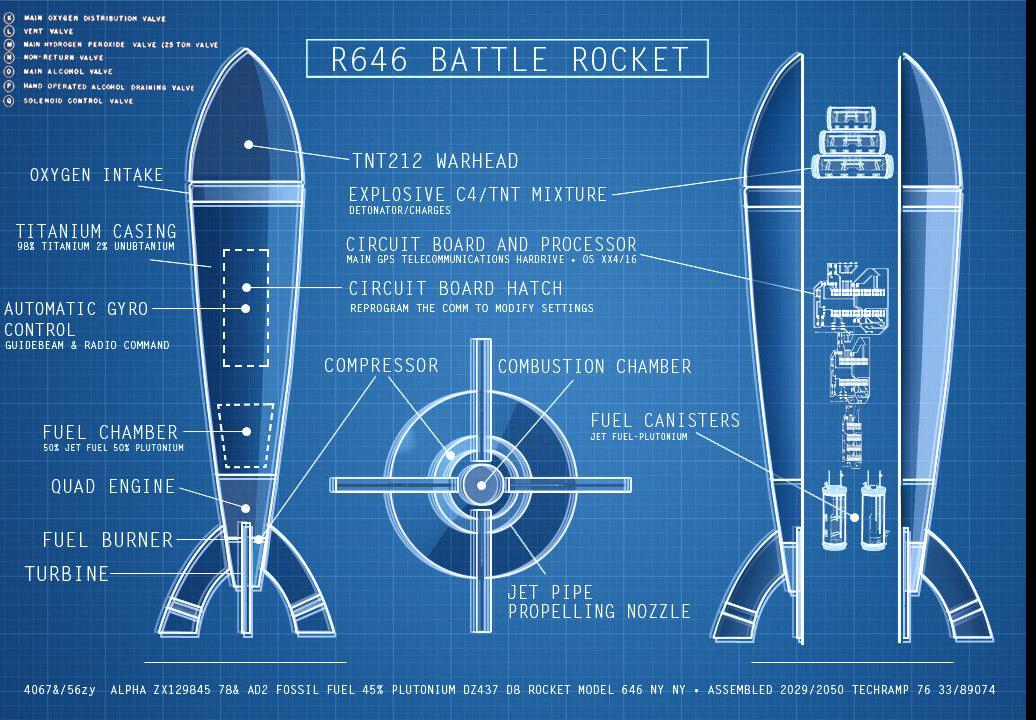 K MAIN OXYGEN DISTRIBUTION VALVE
L VENT VALVE
M MAIN HYDROGEN PEROXIDE VALVE (25 TON VALVE
N NON-RETURN VALVE
O MAIN ALCOHOL VALVE
P HAND OPERATED ALCOHOL DRAINING VALVE
Q SOLENOID CONTROL VALVE
R646 BATTLE ROCKET
OXYGEN INTAKE
TITANIUM CASING
98% TITANIUM 2% UNUBTANIUM
AUTOMATIC GYRO
CONTROL
GUIDEBEAM & RADIO COMMAND
FUEL CHAMBER
50% JET FUEL 50% PLUTONIUM
QUAD ENGINE
FUEL BURNER
TURBINE
TNT212 WARHEAD
EXPLOSIVE C4/TNT MIXTURE
DETONATOR/CHARGES
CIRCUIT BOARD AND PROCESSOR
MAIN GPS TELECOMMUNICATIONS HARDRIVE • OS XX4/16
CIRCUIT BOARD HATCH
REPROGRAM THE COMM TO MODIFY SETTINGS
COMPRESSOR
COMBUSTION CHAMBER
FUEL CANISTERS
JET FUEL-PLUTONIUM
JET PIPE
PROPELLING NOZZLE
4067&/56zy ALPHA ZX129845 78& AD2 FOSSIL FUEL 45% PLUTONIUM DZ437 D8 ROCKET MODEL 646 NY NY • ASSEMBLED 2029/2050 TECHRAMP 76 33/89074